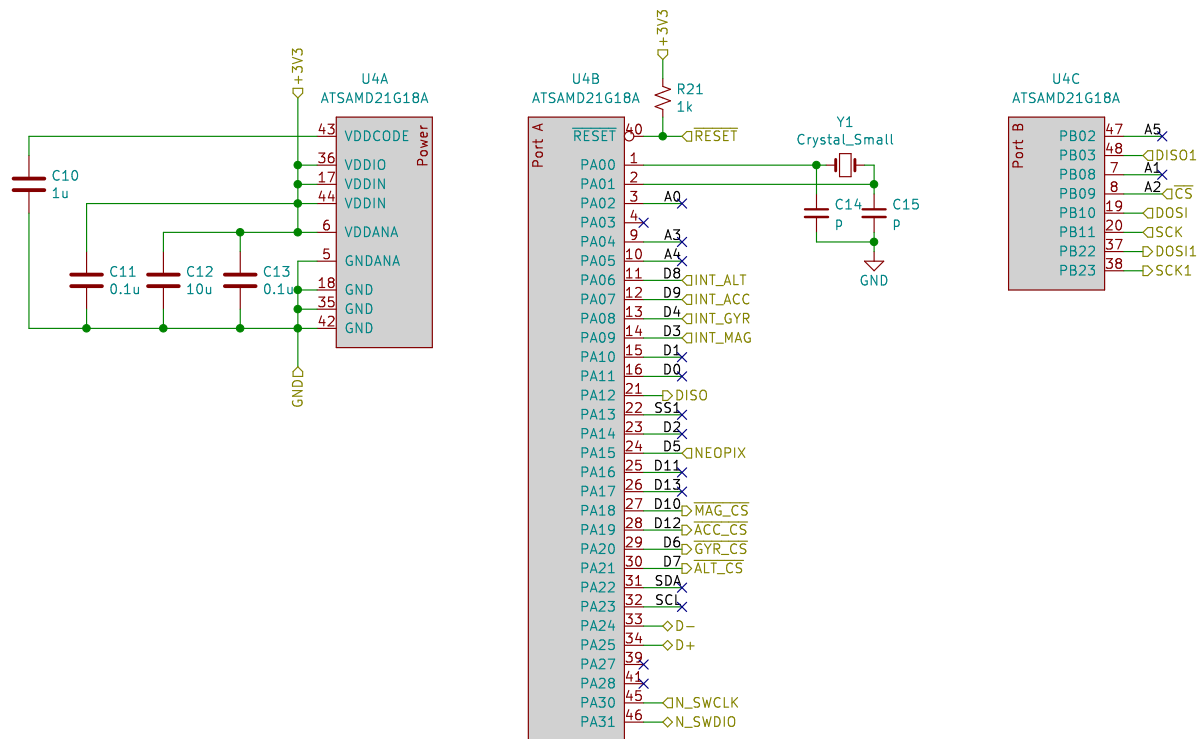 +3V3
U4A
ATSAMD21G18A
Power
43 VDDCODE
36 VDDIO
17 VDDIN
44 VDDIN
6 VDDANA
5 GNDANA
18 GND
35 GND
42 GND
C10
1u
C11
0.1u
C12
10u
C13
0.1u
GND
U4B
ATSAMD21G18A
Port A
+3V3
R21
1k
RESET 40 RESET
PA00 1
PA01 2
PA02 3 A0
PA03 4
PA04 9 A3
PA05 10 A4
PA06 11 D8 INT_ALT
PA07 12 D9 INT_ACC
PA08 13 D4 INT_GYR
PA09 14 D3 INT_MAG
PA10 15 D1
PA11 16 D0
PA12 21 DISO
PA13 22 SS1
PA14 23 D2
PA15 24 D5 NEOPIX
PA16 25 D11
PA17 26 D13
PA18 27 D10 MAG_CS
PA19 28 D12 ACC_CS
PA20 29 D6 GYR_CS
PA21 30 D7 ALT_CS
PA22 31 SDA
PA23 32 SCL
PA24 33 D-
PA25 34 D+
PA27 39
PA28 41
PA30 45 N_SWCLK
PA31 46 N_SWDIO
Y1
Crystal_Small
C14
p
C15
p
GND
U4C
ATSAMD21G18A
Port B
PB02 47 A5
PB03 48 DISO1
PB08 7 A1
PB09 8 A2 CS
PB10 19 DOSI
PB11 20 SCK
PB22 37 DOSI1
PB23 38 SCK1